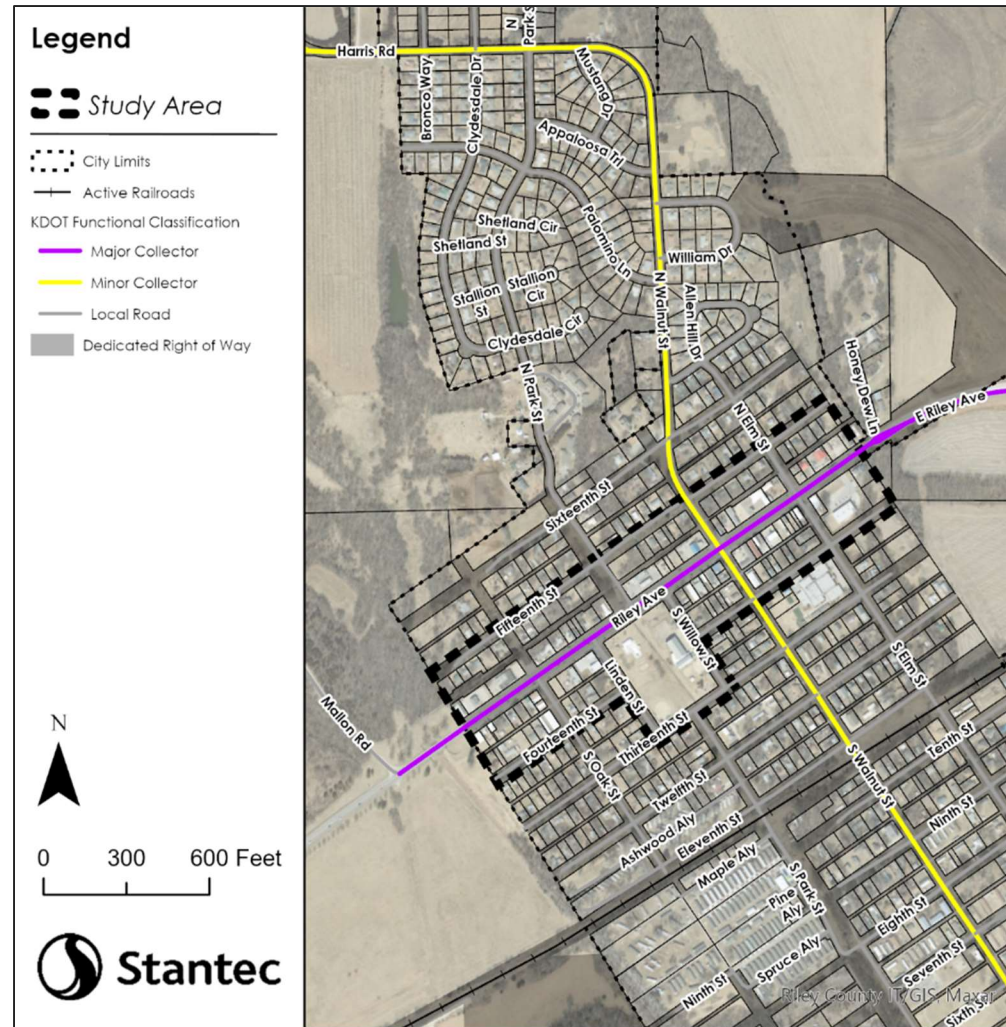 Legend
Study Area
City Limits
Active Railroads
KDOT Functional Classification
Major Collector
Minor Collector
Local Road
Dedicated Right of Way
N
0 300 600 Feet
Stantec
Harris Rd
Bronco Way
Clydesdale Dr
N
Park S
Mustang Dr
Appaloosa Trl
Shetland Cir
Shetland St
Palomino Ln
William Dr
Stallion
St
Stallion
Cir
Clydesdale Cir
N Walnut St
Allen Hill Dr
Honey Dew Ln
E Riley Ave
N Park St
N Elm St
Sixteenth St
Fifteenth St
Riley Ave
S Willow St
Linden St
S Elm St
Mallon Rd
Fourteenth St
Thirteenth St
S Oak St
Twelfth St
S Walnut St
Tenth St
Ashwood Aly
Eleventh St
Maple Aly
Ninth St
Pine
Aly
S Park St
Eighth St
Spruce Aly
Seventh St
Ninth St
Sixth St
Riley County IT/GIS, Maxar